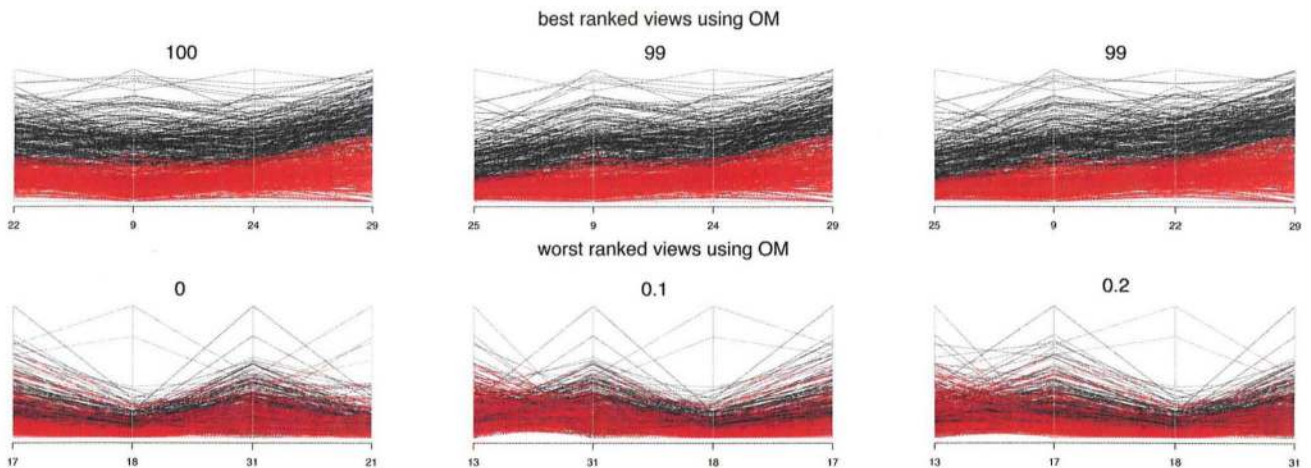 best ranked views using OM
100 99 99
22 9 24 29 25 9 24 29 25 9 22 29
worst ranked views using OM
0 0.1 0.2
17 18 31 21 13 31 18 17 13 17 18 31